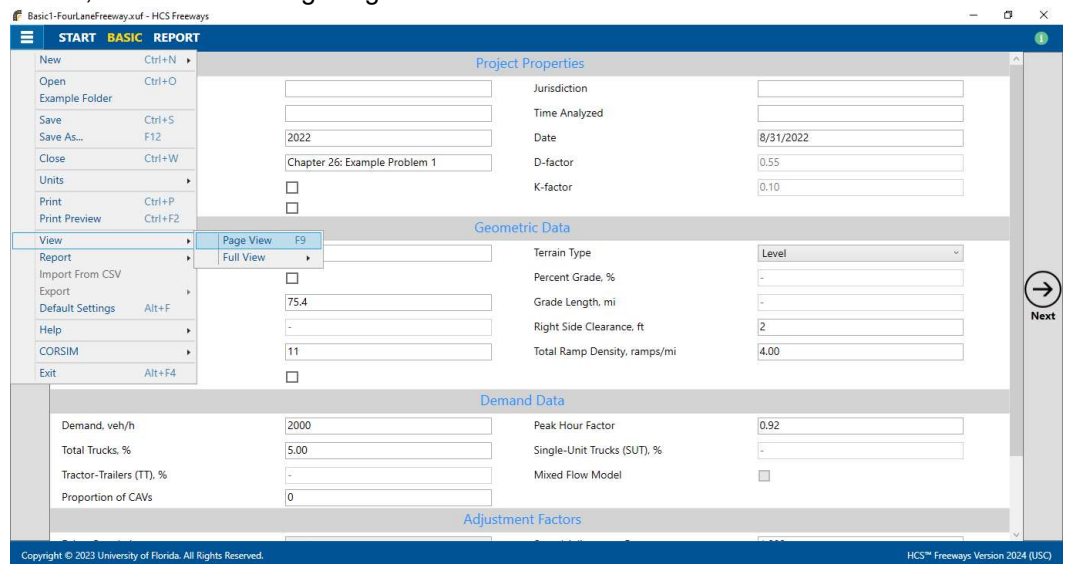 Basic1-FourLaneFreeway.xuf - HCS Freeways
START BASIC REPORT
New Ctrl+N
Open Ctrl+O
Example Folder
Save Ctrl+S
Save As... F12
Close Ctrl+W
Units
Print Ctrl+P
Print Preview Ctrl+F2
View
Report
Import From CSV
Export
Default Settings Alt+F
Help
CORSIM
Exit Alt+F4
Page View F9
Full View
Project Properties
Jurisdiction
Time Analyzed
2022 Date 8/31/2022
Chapter 26: Example Problem 1 D-factor 0.55
K-factor 0.10
Geometric Data
Terrain Type Level
Percent Grade, % -
75.4 Grade Length, mi -
- Right Side Clearance, ft 2
11 Total Ramp Density, ramps/mi 4.00
Next
Demand Data
Demand, veh/h 2000 Peak Hour Factor 0.92
Total Trucks, % 5.00 Single-Unit Trucks (SUT), % -
Tractor-Trailers (TT), % - Mixed Flow Model
Proportion of CAVs 0
Adjustment Factors
Copyright © 2023 University of Florida. All Rights Reserved. HCS™ Freeways Version 2024 (USC)